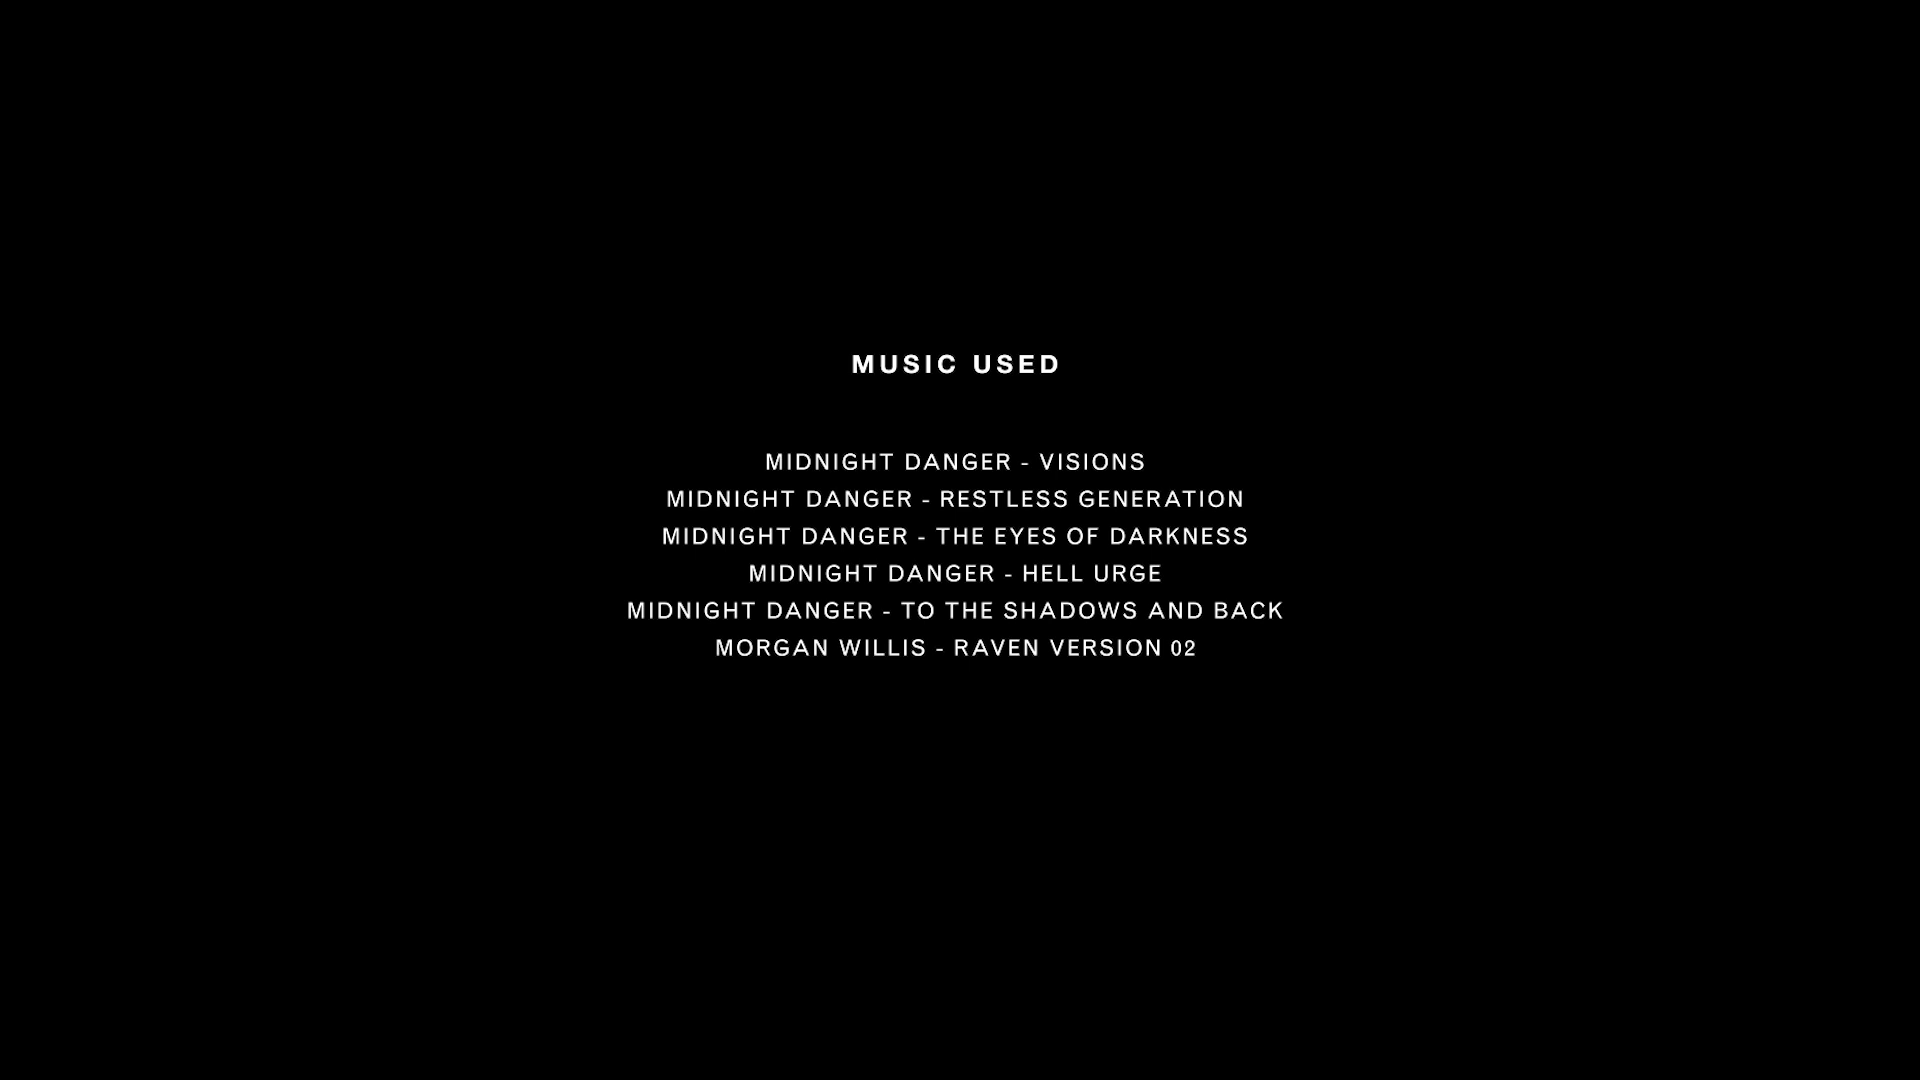 MUSIC USED
MIDNIGHT DANGER - VISIONS
MIDNIGHT DANGER - RESTLESS GENERATION
MIDNIGHT DANGER - THE EYES OF DARKNESS
MIDNIGHT DANGER - HELL URGE
MIDNIGHT DANGER - TO THE SHADOWS AND BACK
MORGAN WILLIS - RAVEN VERSION 02